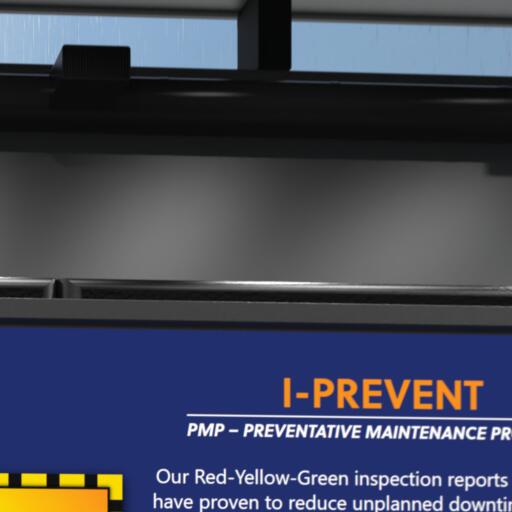 I-PREVENT
PMP – PREVENTATIVE MAINTENANCE
Our Red-Yellow-Green inspection reports
have proven to reduce unplanned